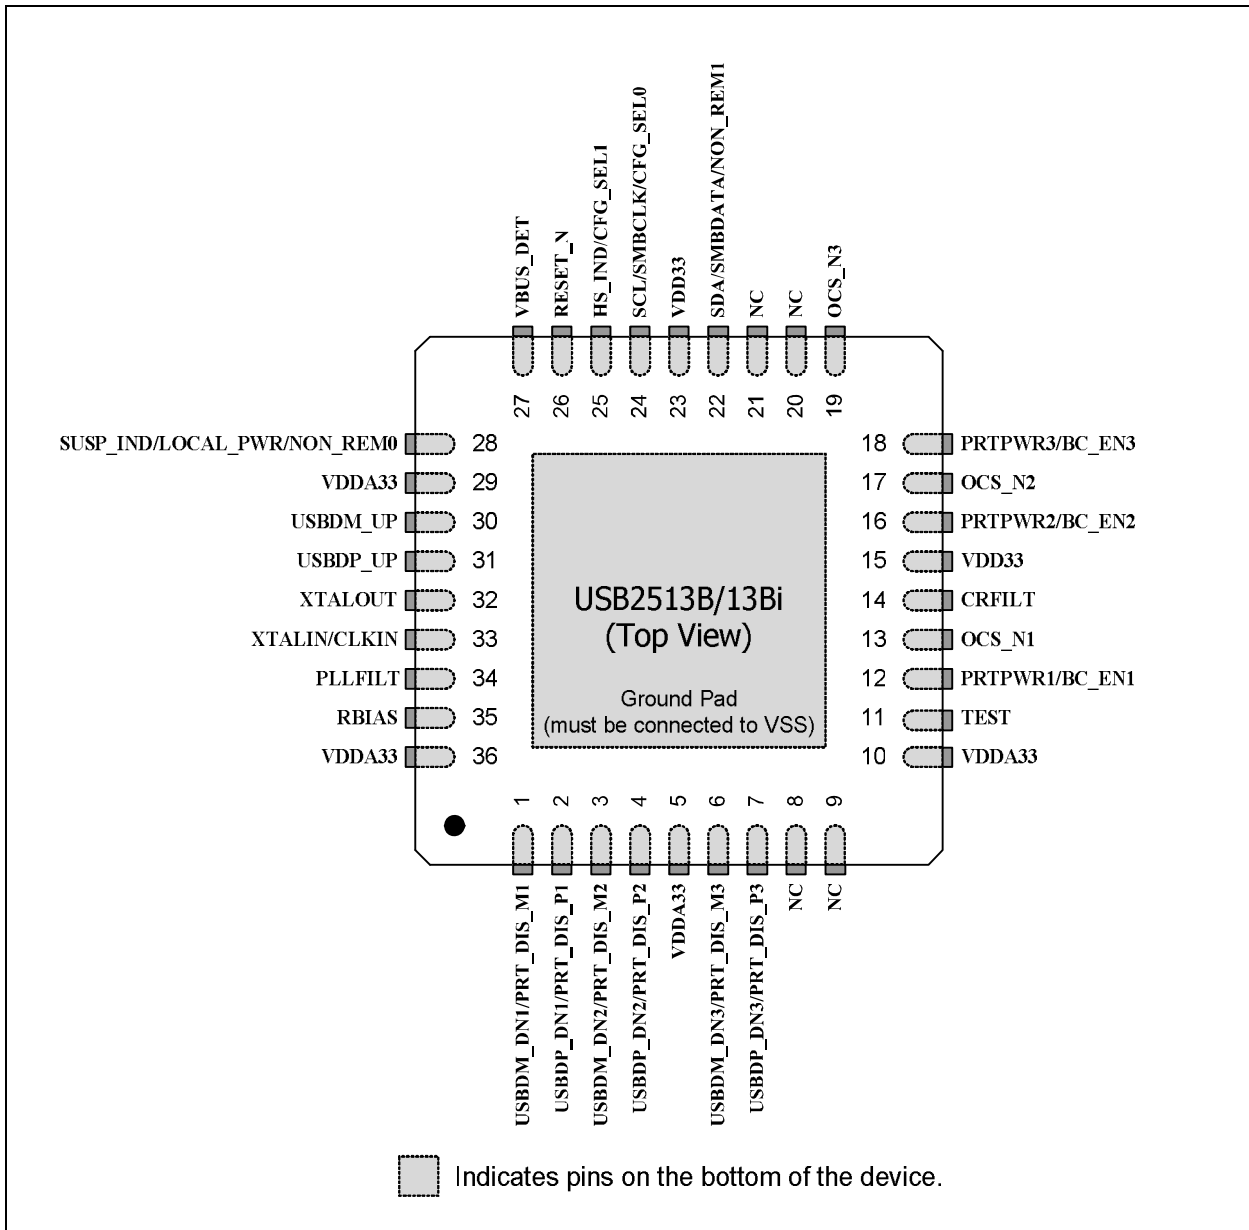 VBUS_DET
RESET_N
HS_IND/CFG_SEL1
SCL/SMBCLK/CFG_SEL0
VDD33
SDA/SMBDATA/NON_REM1
NC
NC
OCS_N3
27
26
25
24
23
22
21
20
19
SUSP_IND/LOCAL_PWR/NON_REM0 28
VDDA33 29
USBDM_UP 30
USBDP_UP 31
XTALOUT 32
XTALIN/CLKIN 33
PLLFILT 34
RBIAS 35
VDDA33 36
USB2513B/13Bi
(Top View)
Ground Pad
(must be connected to VSS)
18 PRTPWR3/BC_EN3
17 OCS_N2
16 PRTPWR2/BC_EN2
15 VDD33
14 CRFILT
13 OCS_N1
12 PRTPWR1/BC_EN1
11 TEST
10 VDDA33
1
2
3
4
5
6
7
8
9
USBDM_DN1/PRT_DIS_M1
USBDP_DN1/PRT_DIS_P1
USBDM_DN2/PRT_DIS_M2
USBDP_DN2/PRT_DIS_P2
VDDA33
USBDM_DN3/PRT_DIS_M3
USBDP_DN3/PRT_DIS_P3
NC
NC
Indicates pins on the bottom of the device.